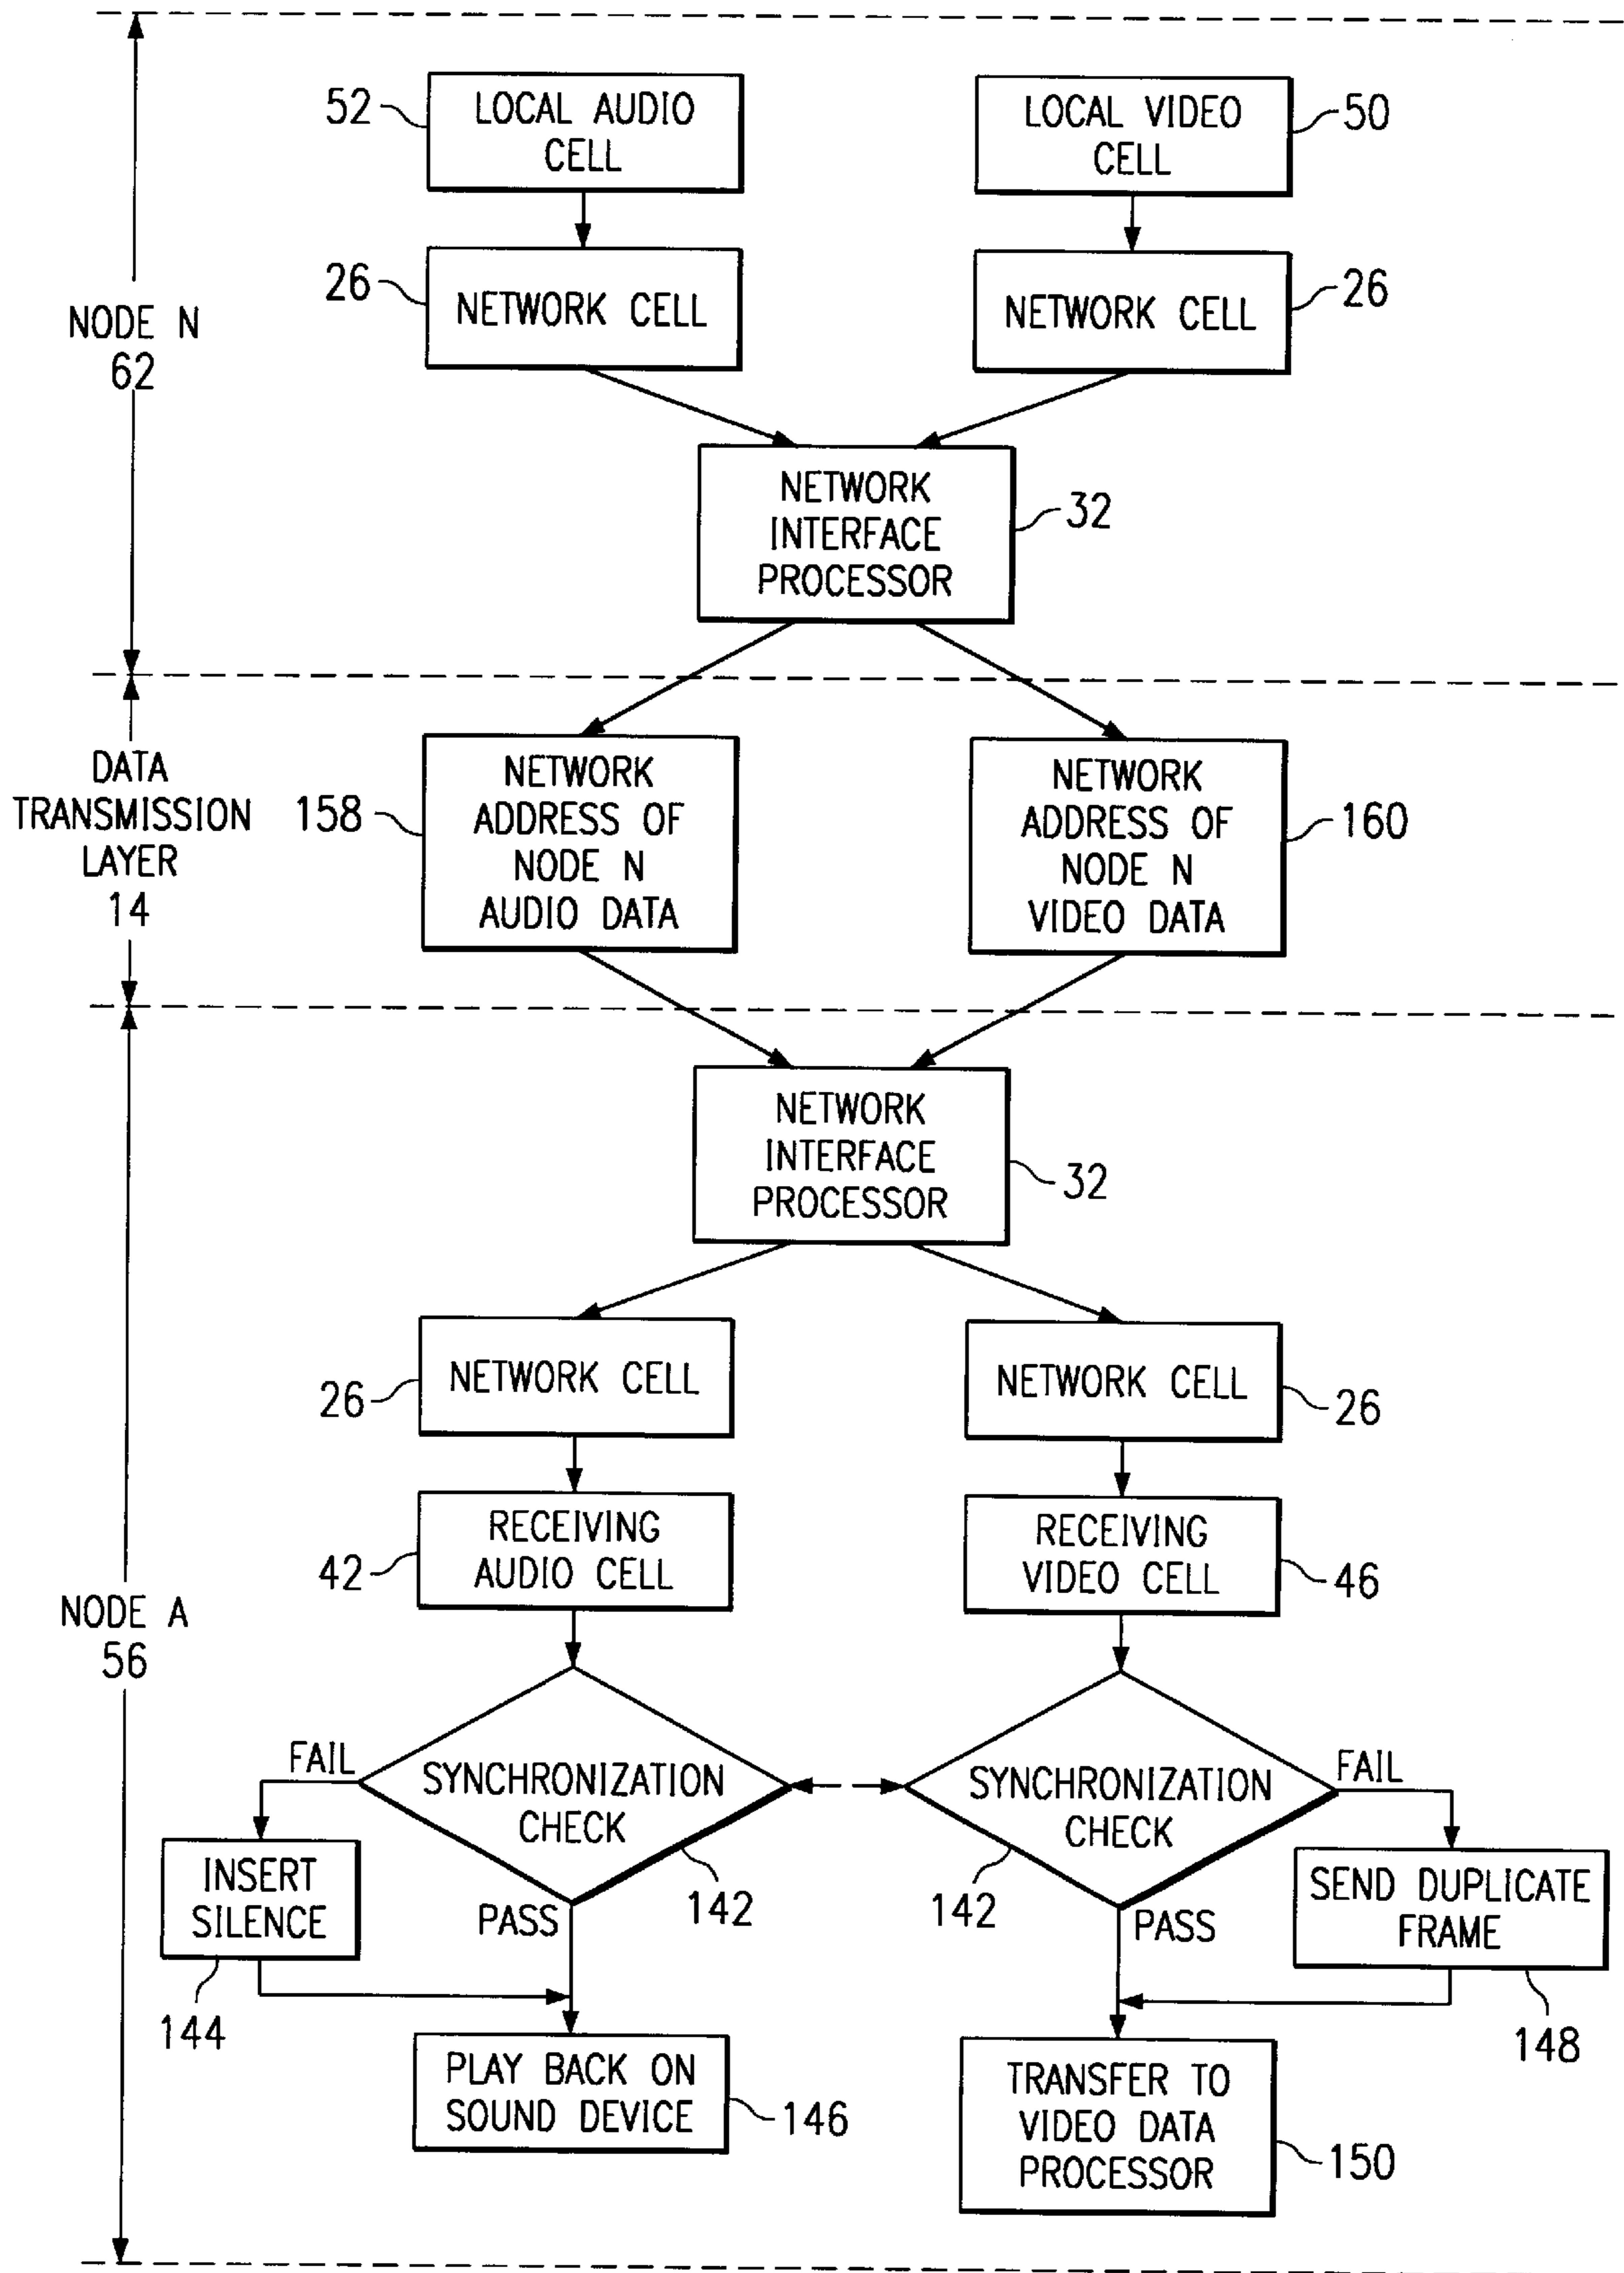 52
LOCAL AUDIO
CELL
LOCAL VIDEO
CELL
50
26
NETWORK CELL
NETWORK CELL
26
NODE N
62
NETWORK
INTERFACE
PROCESSOR
32
DATA
TRANSMISSION
LAYER
14
158
NETWORK
ADDRESS OF
NODE N
AUDIO DATA
NETWORK
ADDRESS OF
NODE N
VIDEO DATA
160
NETWORK
INTERFACE
PROCESSOR
32
26
NETWORK CELL
NETWORK CELL
26
42
RECEIVING
AUDIO CELL
RECEIVING
VIDEO CELL
46
NODE A
56
FAIL
SYNCHRONIZATION
CHECK
SYNCHRONIZATION
CHECK
FAIL
INSERT
SILENCE
PASS
142
142
PASS
SEND DUPLICATE
FRAME
144
148
PLAY BACK ON
SOUND DEVICE
146
TRANSFER TO
VIDEO DATA
PROCESSOR
150